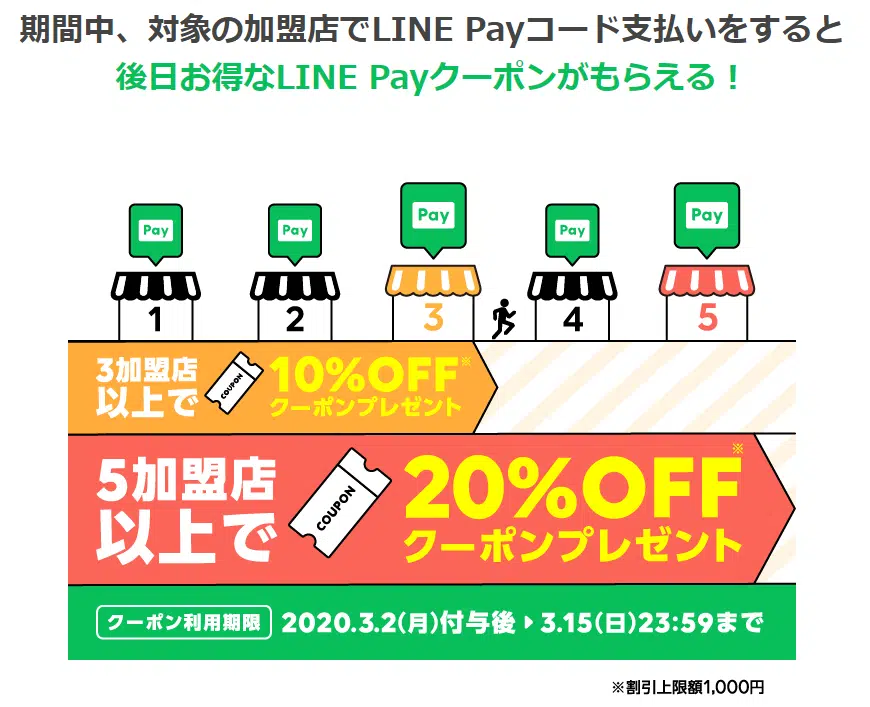 期間中、対象の加盟店でLINE Payコード支払いをすると
後日お得なLINE Payクーポンがもらえる！
Pay Pay Pay Pay Pay
1 2 3 4 5
3加盟店
以上で
COUPON
10%OFF※
クーポンプレゼント
5加盟店
以上で
COUPON
20%OFF※
クーポンプレゼント
クーポン利用期限 2020.3.2(月)付与後▶3.15(日)23:59まで
※割引上限額1,000円